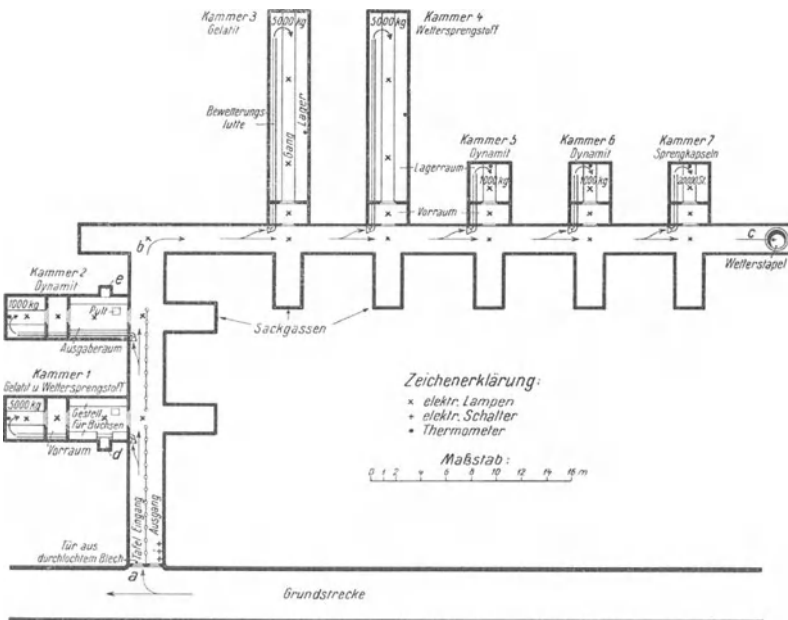 Kammer 3
Gelatit
5000 kg
5000 kg
Kammer 4
Wettersprengstoff
Bewetterungs-
lutte
Gang
Lager
Lagerraum
Vorraum
Kammer 5
Dynamit
1000 kg
Kammer 6
Dynamit
1000 kg
Kammer 7
Sprengkapseln
b
c
Wetterstapel
Kammer 2
Dynamit
e
1000 kg
Pult
Ausgaberaum
Sackgassen
Kammer 1
Gelatit u Wettersprengstoff
5000 kg
Gestell
für Büchsen
Vorraum
d
Zeichenerklärung:
× elektr. Lampen
+ elektr. Schalter
• Thermometer
Maßstab:
0 1 2 4 6 8 10 12 14 16 m
Tafel Eingang
Ausgang
Tür aus
durchlochtem Blech
a
Grundstrecke